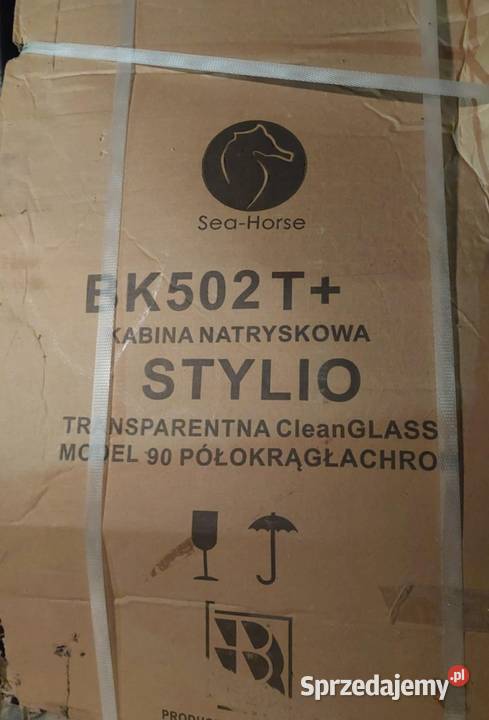 Sea-Horse
BK502T+
KABINA NATRYSKOWA
STYLIO
TRANSPARENTNA CleanGLASS
MODEL 90 PÓŁOKRĄGŁACHRO
Sprzedajemy.pl